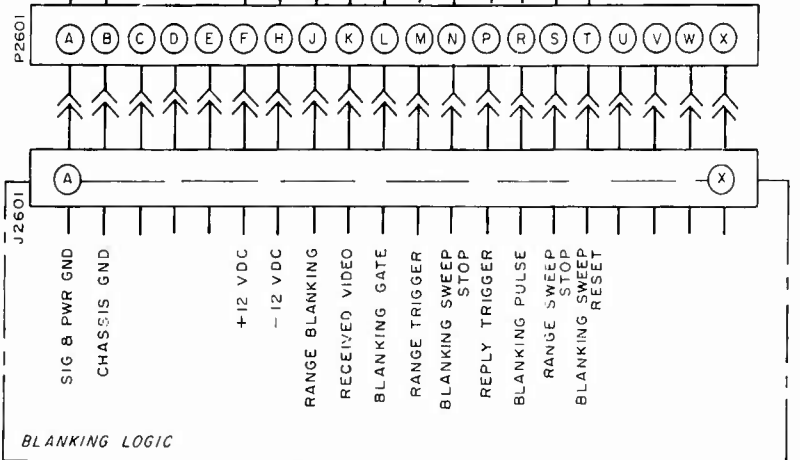 P2601
A B C D E F H J K L M N P R S T U V W X
A X
J2601
SIG & PWR GND
CHASSIS GND
+12 VDC
-12 VDC
RANGE BLANKING
RECEIVED VIDEO
BLANKING GATE
RANGE TRIGGER
BLANKING SWEEP
STOP
REPLY TRIGGER
BLANKING PULSE
RANGE SWEEP
STOP
BLANKING SWEEP
RESET
BLANKING LOGIC